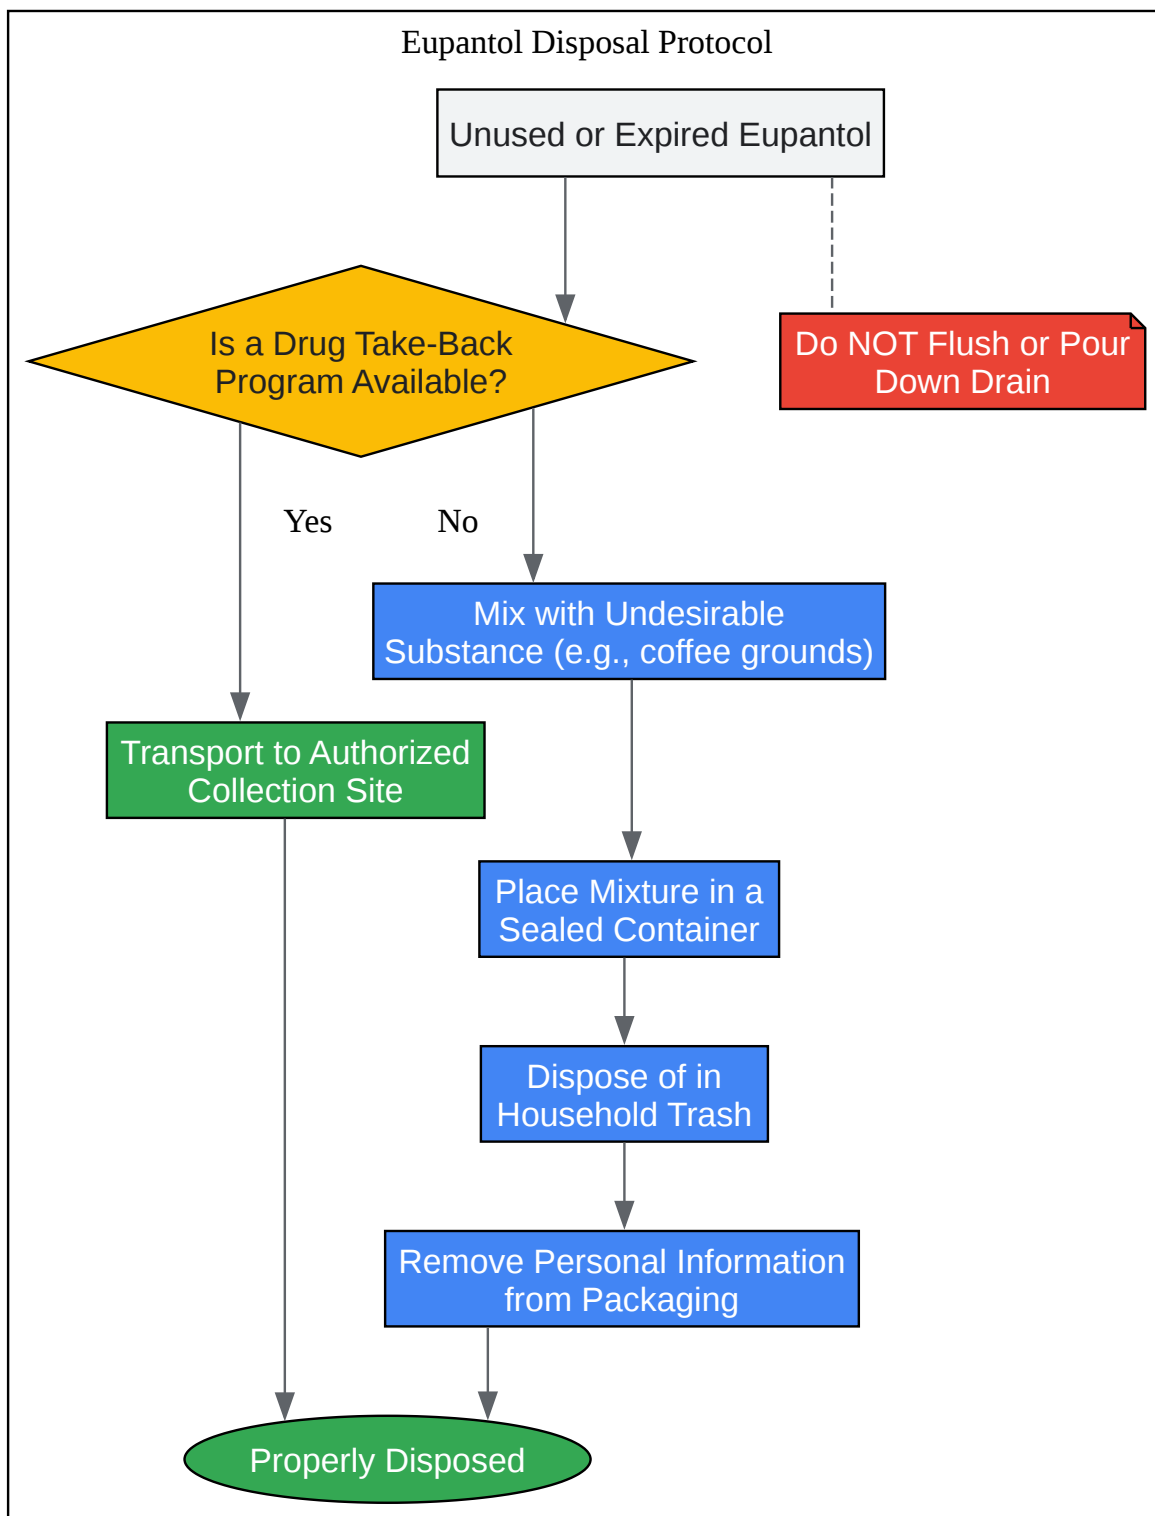 Eupantol Disposal Protocol
Unused or Expired Eupantol
Is a Drug Take-Back
Program Available?
Do NOT Flush or Pour
Down Drain
Yes
No
Mix with Undesirable
Substance (e.g., coffee grounds)
Transport to Authorized
Collection Site
Place Mixture in a
Sealed Container
Dispose of in
Household Trash
Remove Personal Information
from Packaging
Properly Disposed